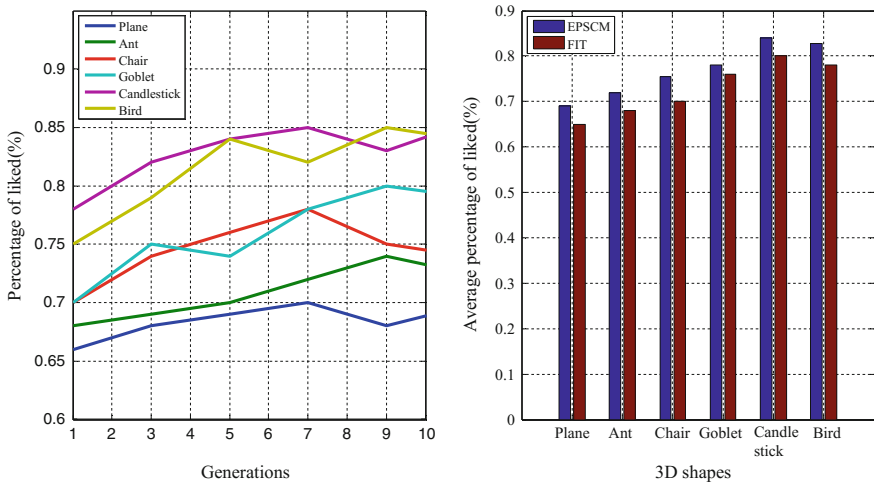 Plane
Ant
Chair
Goblet
Candlestick
Bird
0.9
0.85
0.8
0.75
0.7
0.65
0.6
Percentage of liked(%)
1 2 3 4 5 6 7 8 9 10
Generations
EPSCM
FIT
0.9
0.8
0.7
0.6
0.5
0.4
0.3
0.2
0.1
0
Average percentage of liked(%)
Plane Ant Chair Goblet Candle stick Bird
3D shapes